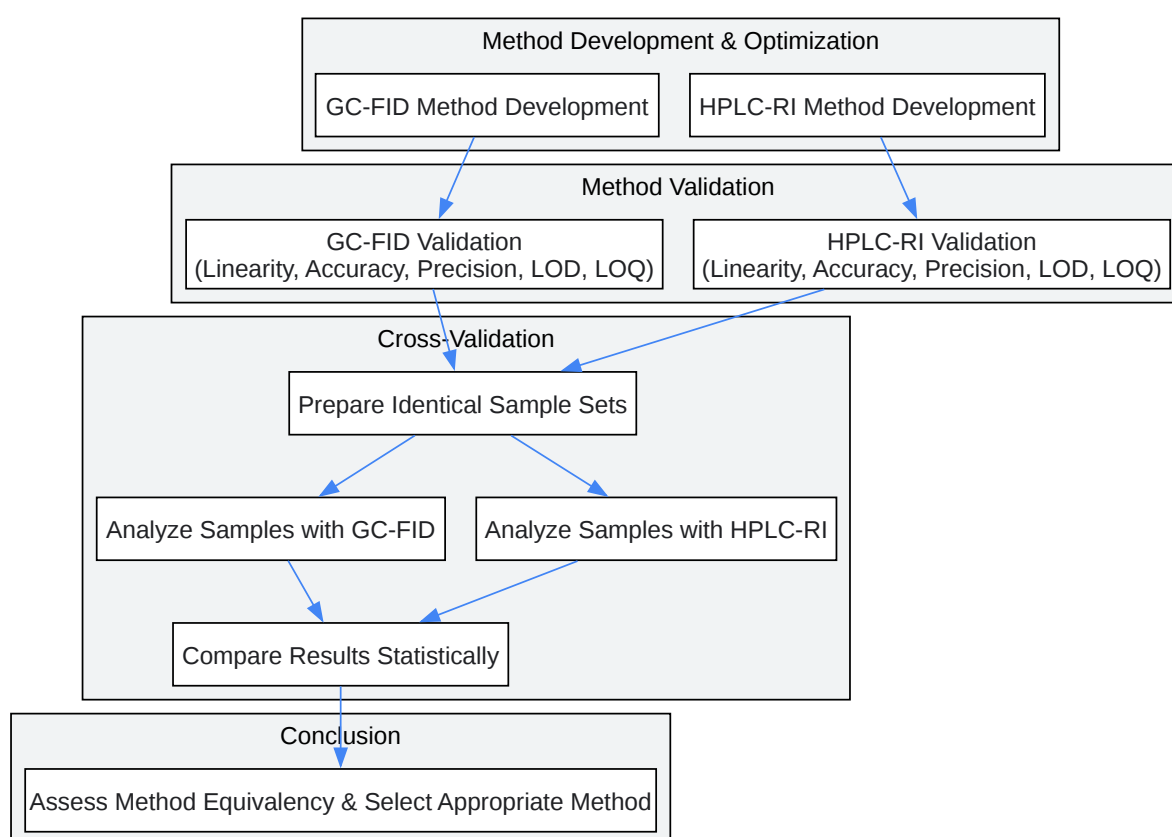 Method Development & Optimization
GC-FID Method Development
HPLC-RI Method Development
Method Validation
GC-FID Validation
(Linearity, Accuracy, Precision, LOD, LOQ)
HPLC-RI Validation
(Linearity, Accuracy, Precision, LOD, LOQ)
Cross-Validation
Prepare Identical Sample Sets
Analyze Samples with GC-FID
Analyze Samples with HPLC-RI
Compare Results Statistically
Conclusion
Assess Method Equivalency & Select Appropriate Method